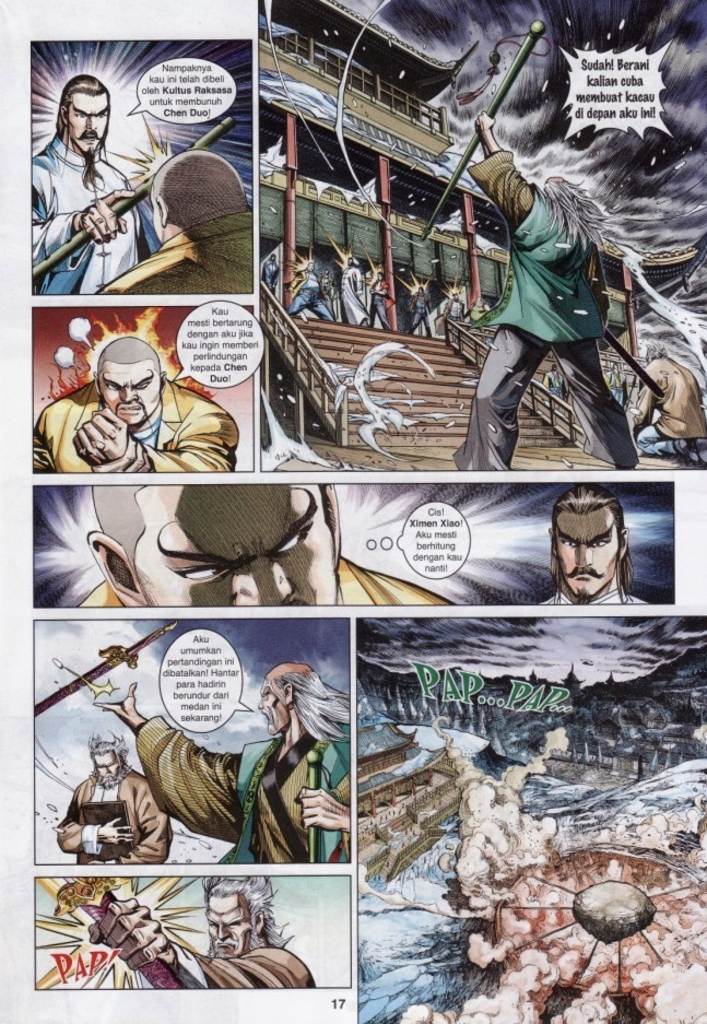 Nampaknya
kau ini telah dibeli
oleh Kultus Raksasa
untuk membunuh
Chen Duo!
Sudah! Berani
kalian cuba
membuat kacau
di depan aku ini!
Kau
mesti bertarung
dengan aku jika
kau ingin memberi
perlindungan
kepada Chen
Duo!
Cis!
Ximen Xiao!
Aku mesti
berhitung
dengan kau
nanti!
Aku
umumkan
pertandingan ini
dibatalkan! Hantar
para hadirin
berundur dari
medan ini
sekarang!
PAP...PAP...
PAP!
17